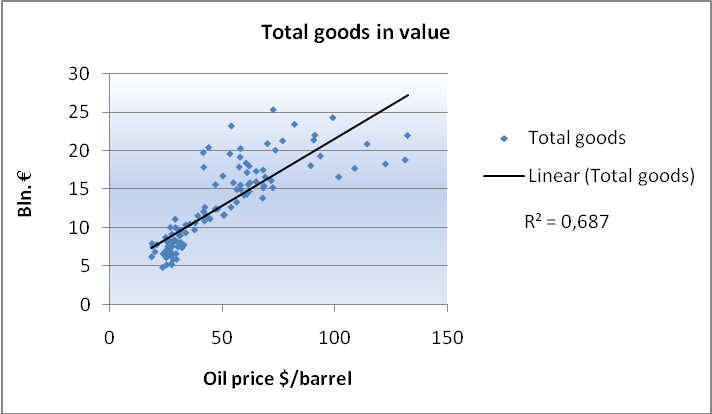 Total goods in value
30
25
20
15
10
5
0
Bln. €
0 50 100 150
Oil price $/barrel
Total goods
Linear (Total goods)
R² = 0,687